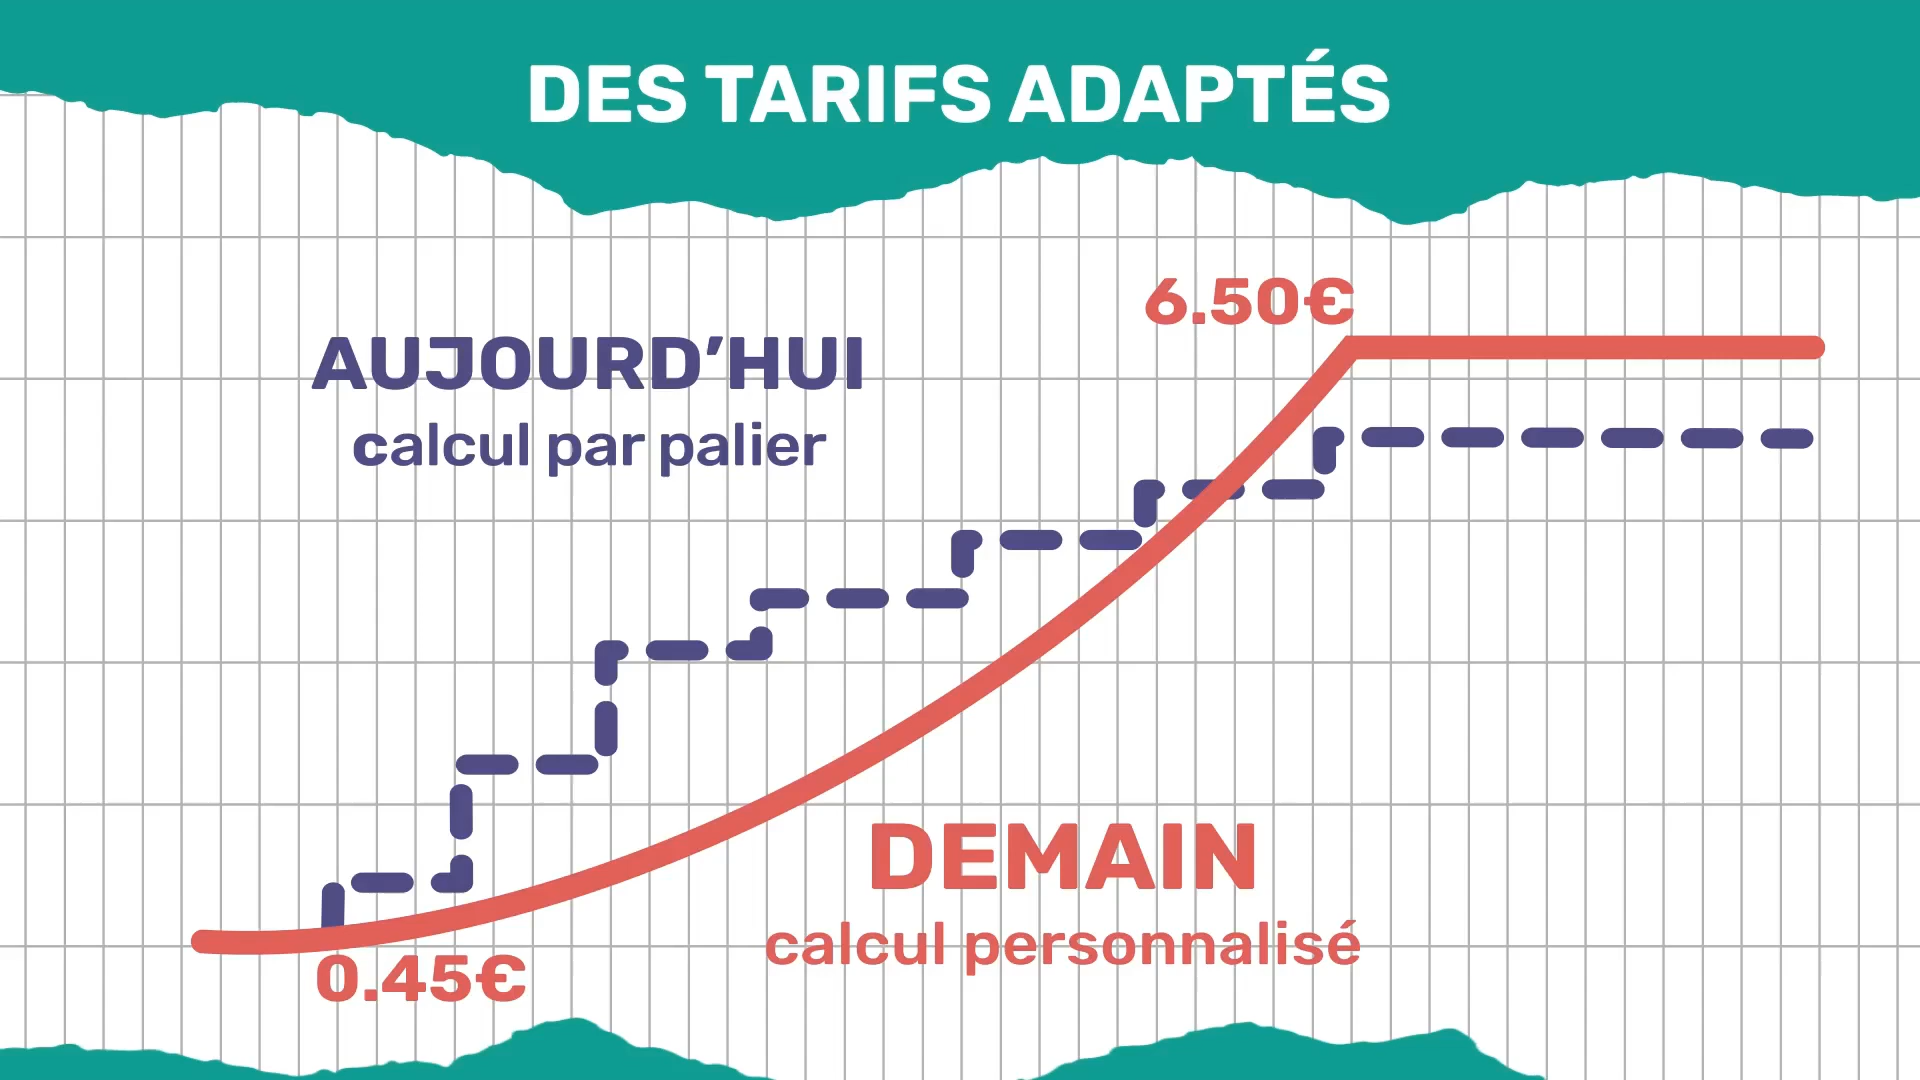 DES TARIFS ADAPTÉS
6.50€
AUJOURD’HUI
calcul par palier
DEMAIN
calcul personnalisé
0.45€